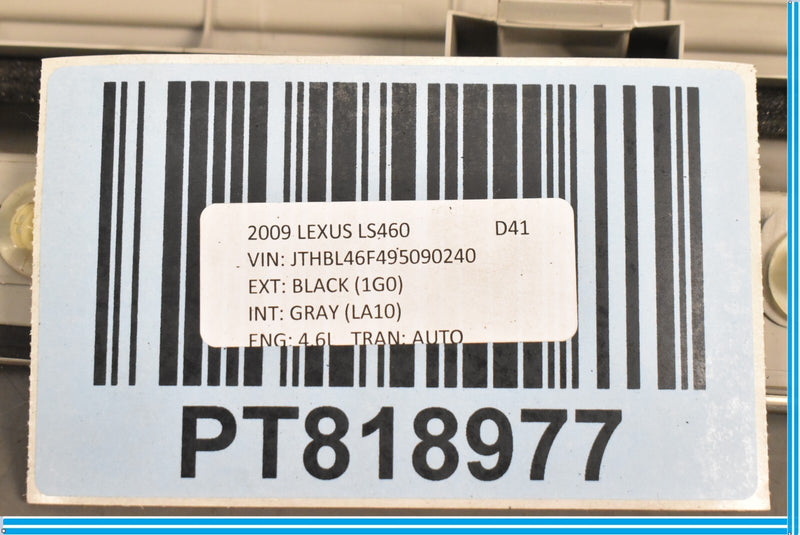 2009 LEXUS LS460 D41
VIN: JTHBL46F495090240
EXT: BLACK (1G0)
INT: GRAY (LA10)
ENG: 4.6L TRAN: AUTO
PT818977